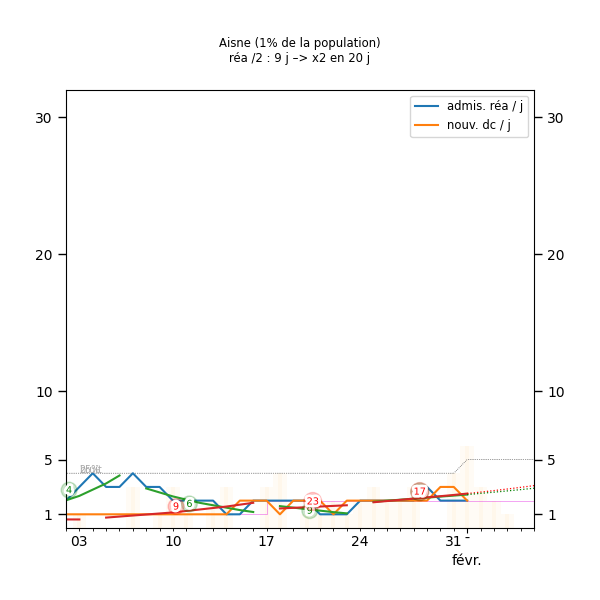 Aisne (1% de la population)
réa /2 : 9 j –> x2 en 20 j
admis. réa / j
nouv. dc / j
30 30
20 20
10 10
5 5
1 1
4 9 6 9 23 17
03 10 17 24 31 -
févr.